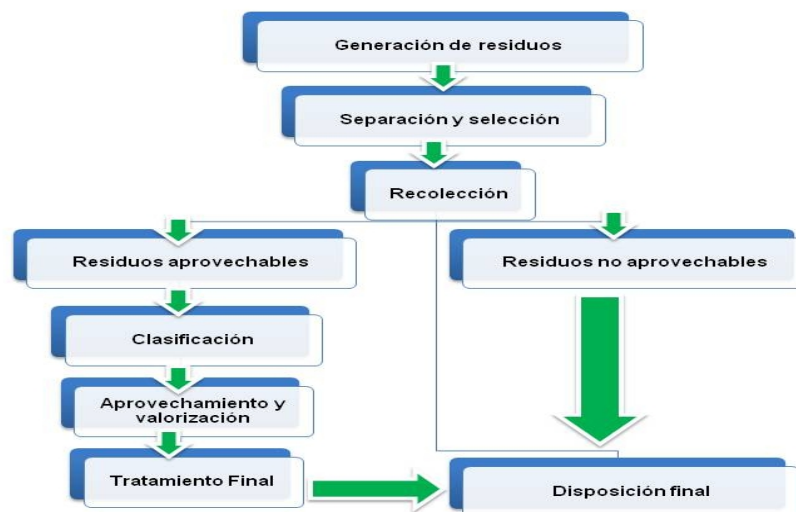 Generación de residuos
Separación y selección
Recolección
Residuos aprovechables
Residuos no aprovechables
Clasificación
Aprovechamiento y
valorización
Tratamiento Final
Disposición final